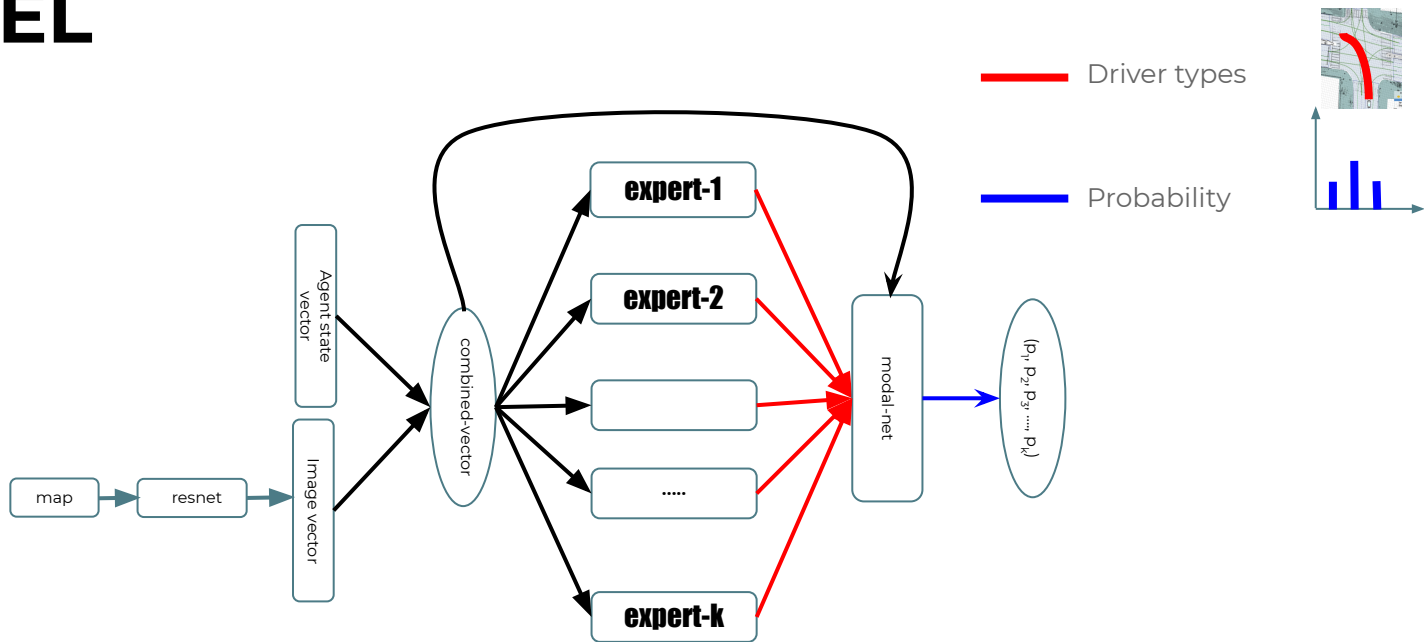 EL
Driver types
Probability
expert-1
expert-2
.....
expert-k
Agent state
vector
Image vector
map
resnet
combined-vector
modal-net
(p₁, p₂, p₃, ...., pₖ)